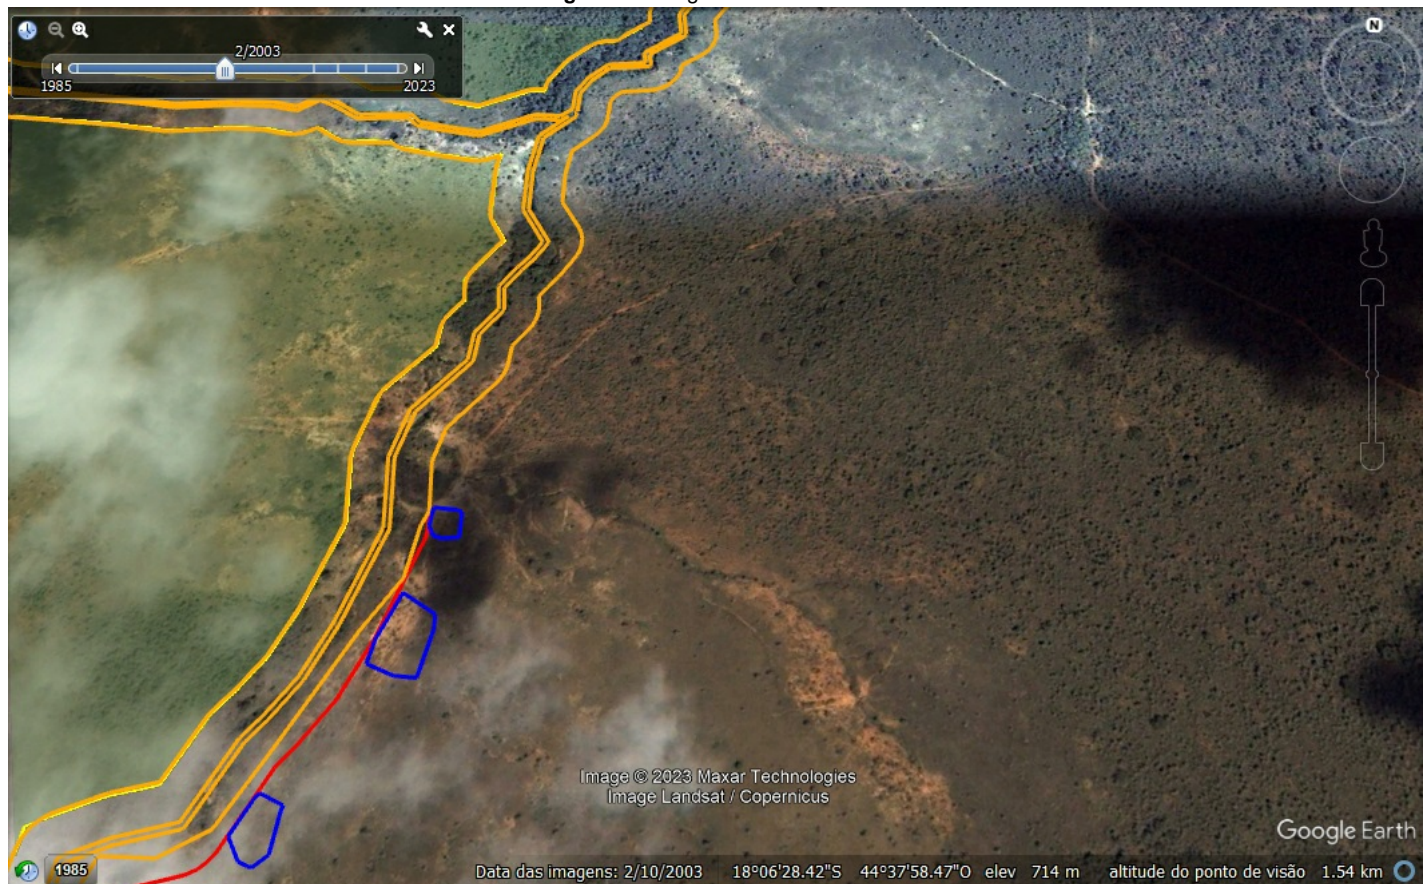 2/2003
1985
2023
N
Image © 2023 Maxar Technologies
Image Landsat / Copernicus
Google Earth
1985
Data das imagens: 2/10/2003 18°06'28.42"S 44°37'58.47"O elev 714 m altitude do ponto de visão 1.54 km